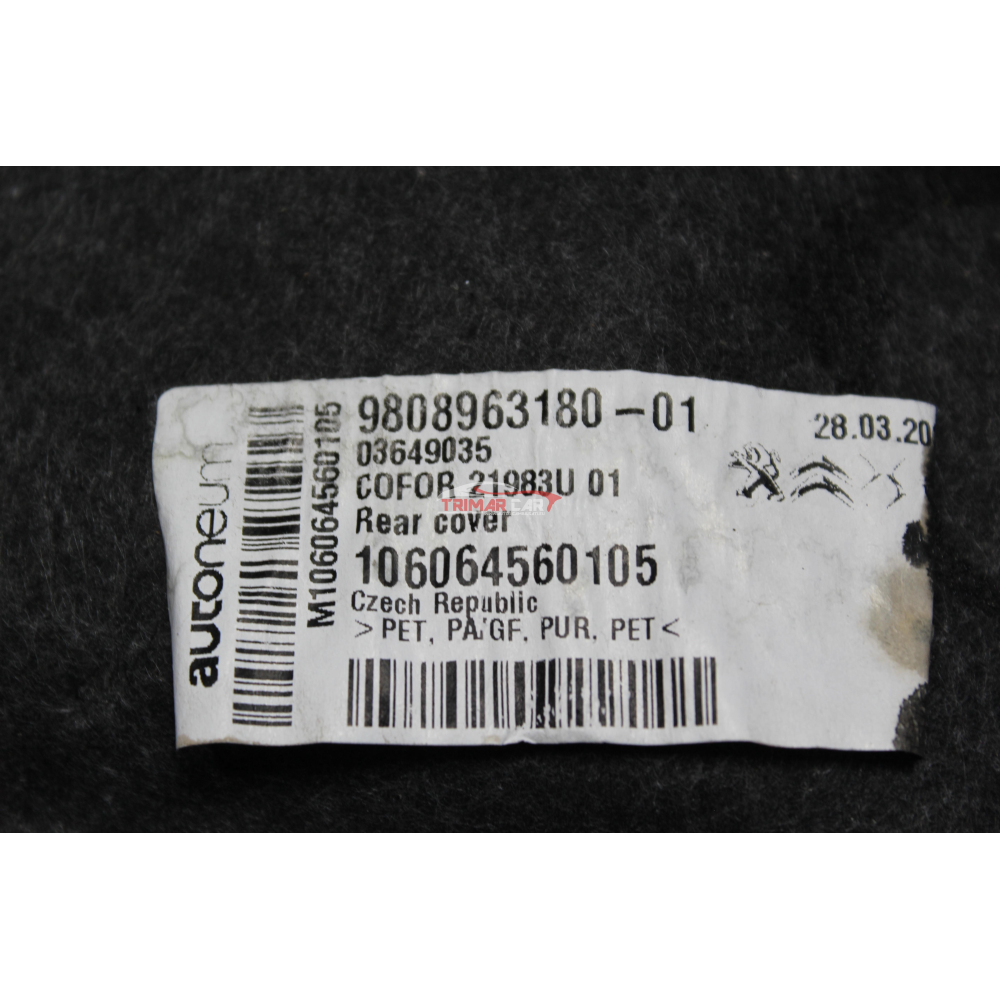 autoneum
M106064560105
9808963180-01
28.03.20
03649035
COFOR 21983U 01
TRIMARCAR
Rear cover
106064560105
Czech Republic
>PET, PA/GF, PUR, PET<